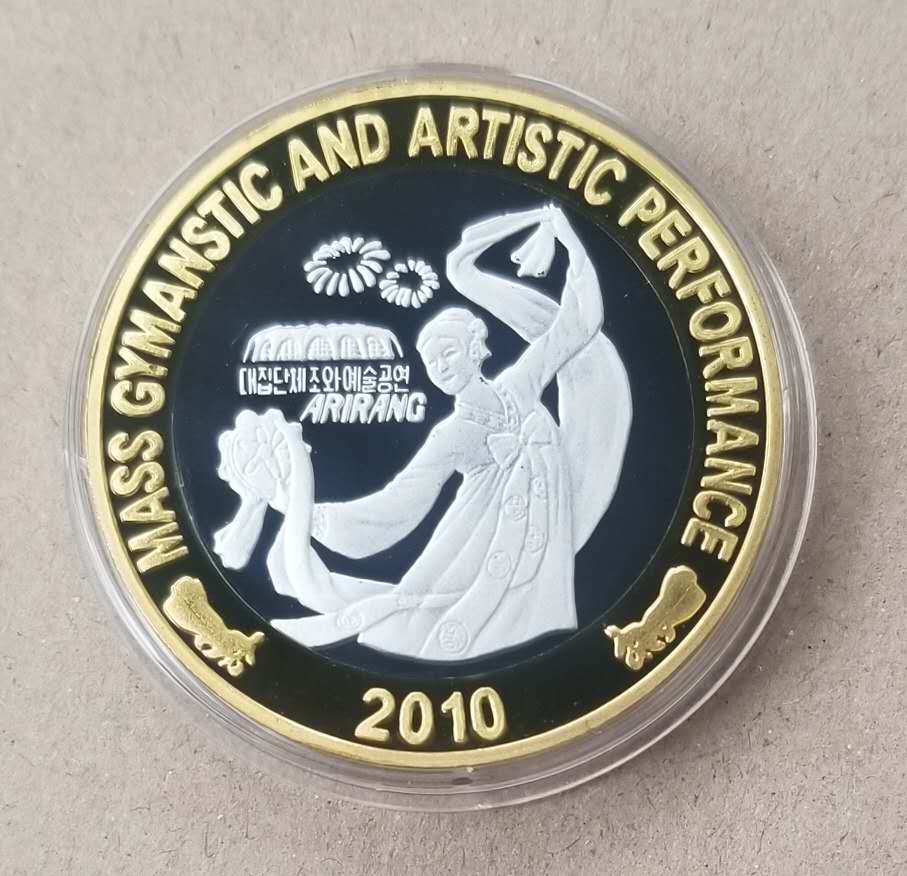 MASS GYMANSTIC AND ARTISTIC PERFORMANCE
대집단체조와예술공연
ARIRANG
2010